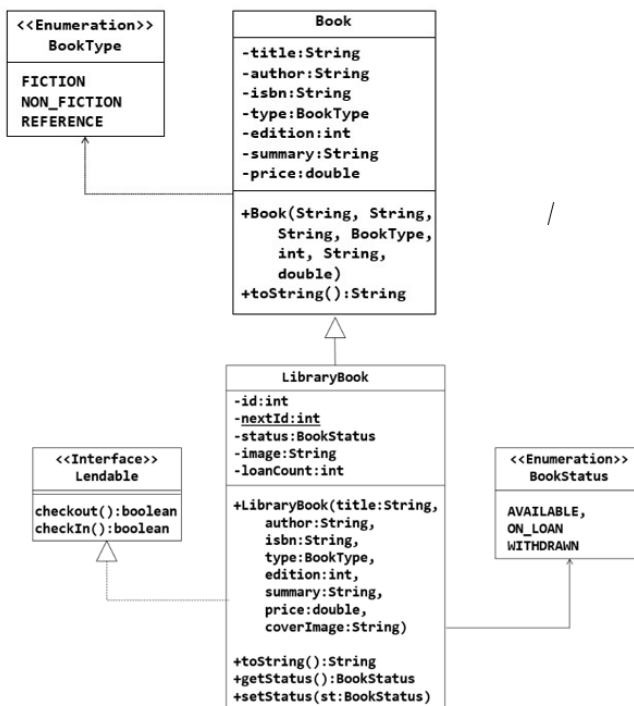 <<Enumeration>>
BookType
FICTION
NON_FICTION
REFERENCE
Book
-title:String
-author:String
-isbn:String
-type:BookType
-edition:int
-summary:String
-price:double
+Book(String, String,
String, BookType,
int, String,
double)
+toString():String
/
LibraryBook
-id:int
-nextId:int
-status:BookStatus
-image:String
-loanCount:int
+LibraryBook(title:String,
author:String,
isbn:String,
type:BookType,
edition:int,
summary:String,
price:double,
coverImage:String)
+toString():String
+getStatus():BookStatus
+setStatus(st:BookStatus)
<<Interface>>
Lendable
checkout():boolean
checkIn():boolean
<<Enumeration>>
BookStatus
AVAILABLE,
ON_LOAN
WITHDRAWN